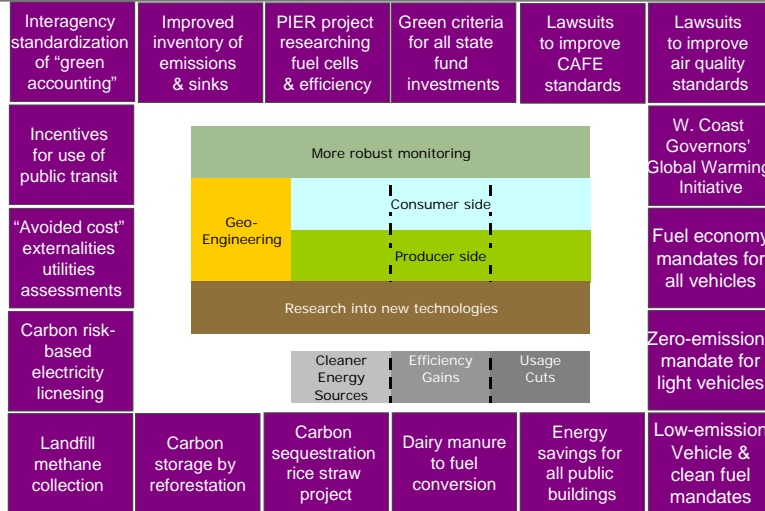 Interagency
standardization
of "green
accounting"
Improved
inventory of
emissions
& sinks
PIER project
researching
fuel cells
& efficiency
Green criteria
for all state
fund
investments
Lawsuits
to improve
CAFE
standards
Lawsuits
to improve
air quality
standards
Incentives
for use of
public transit
W. Coast
Governors'
Global Warming
Initiative
More robust monitoring
Geo-
Engineering
Consumer side
Producer side
Research into new technologies
"Avoided cost"
externalities
utilities
assessments
Fuel economy
mandates for
all vehicles
Carbon risk-
based
electricity
licnesing
Zero-emission
mandate for
light vehicles
Cleaner
Energy
Sources
Efficiency
Gains
Usage
Cuts
Landfill
methane
collection
Carbon
storage by
reforestation
Carbon
sequestration
rice straw
project
Dairy manure
to fuel
conversion
Energy
savings for
all public
buildings
Low-emission
Vehicle &
clean fuel
mandates